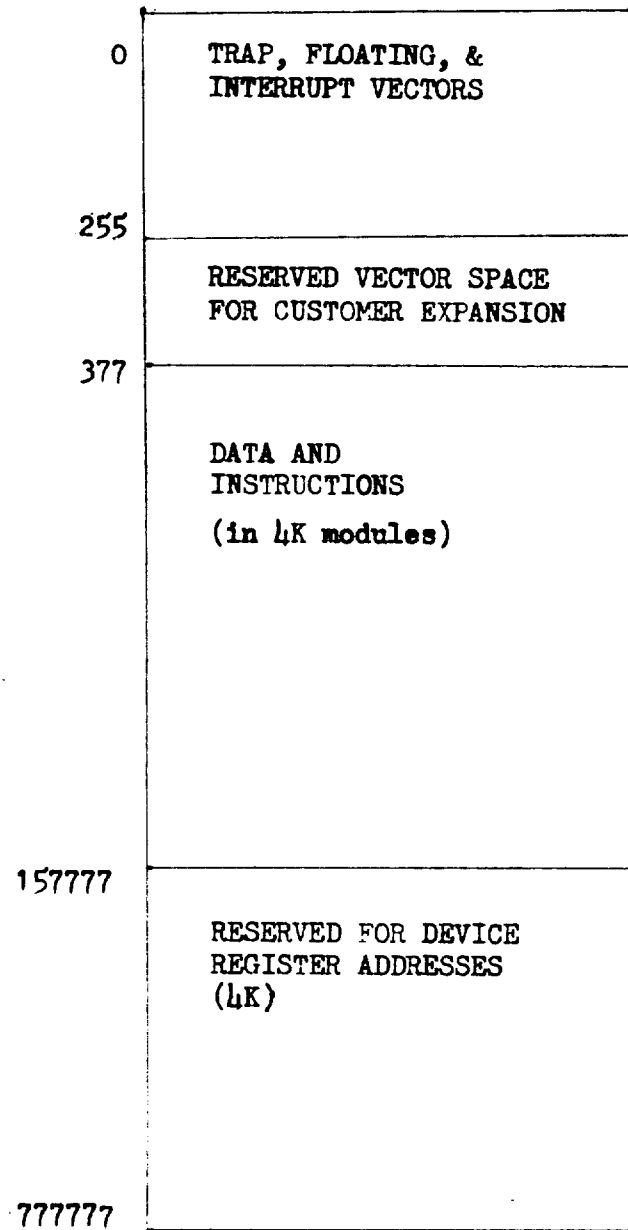 0
TRAP, FLOATING, &
INTERRUPT VECTORS
255
RESERVED VECTOR SPACE
FOR CUSTOMER EXPANSION
377
DATA AND
INSTRUCTIONS
(in 4K modules)
157777
RESERVED FOR DEVICE
REGISTER ADDRESSES
(4K)
777777